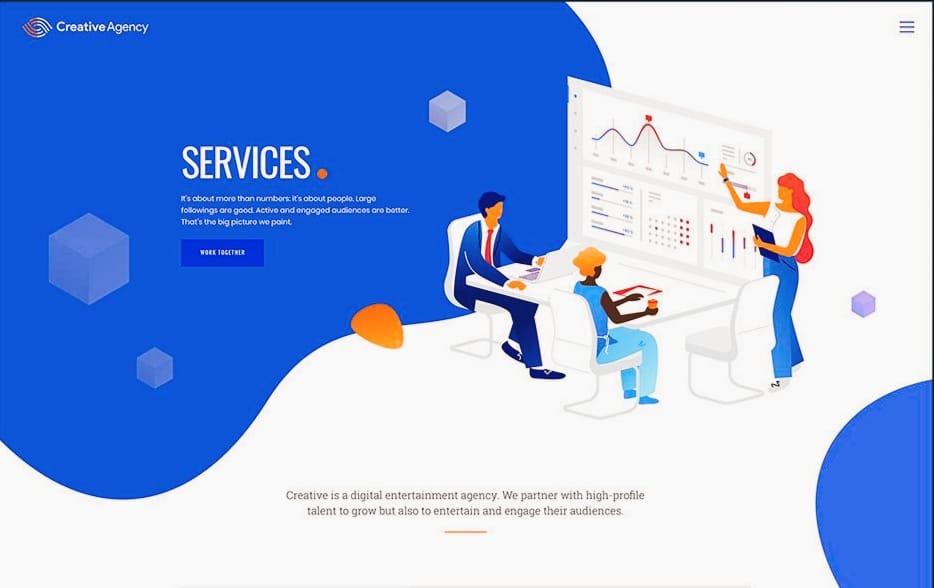 Creative Agency
SERVICES.
It's about more than numbers: it's about people. Large
followings are good. Active and engaged audiences are better.
That's the big picture we paint.
WORK TOGETHER
Creative is a digital entertainment agency. We partner with high-profile
talent to grow but also to entertain and engage their audiences.